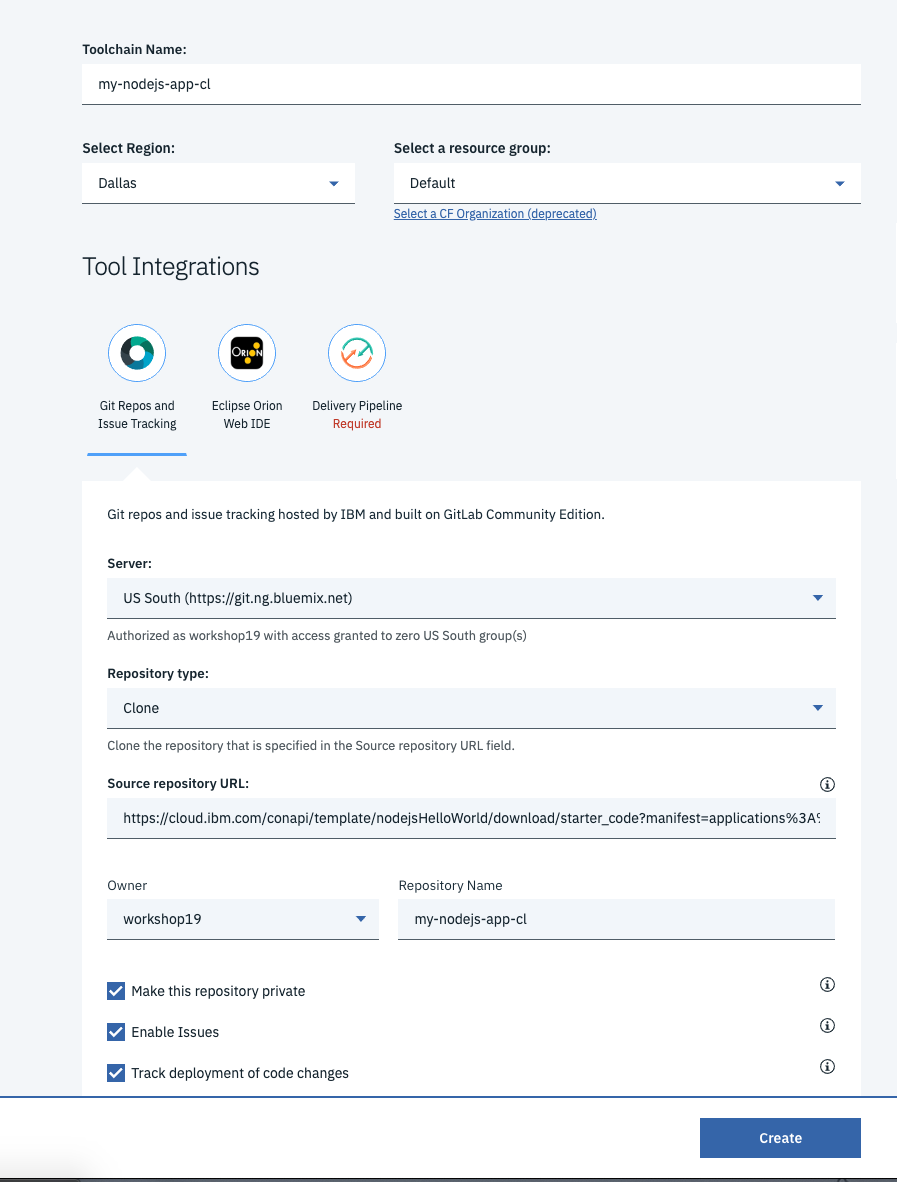 Toolchain Name:
my-nodejs-app-cl
Select Region:
Select a resource group:
Dallas
Default
Select a CF Organization (deprecated)
Tool Integrations
ORION
Git Repos and
Issue Tracking
Eclipse Orion
Web IDE
Delivery Pipeline
Required
Git repos and issue tracking hosted by IBM and built on GitLab Community Edition.
Server:
US South (https://git.ng.bluemix.net)
Authorized as workshop19 with access granted to zero US South group(s)
Repository type:
Clone
Clone the repository that is specified in the Source repository URL field.
Source repository URL:
https://cloud.ibm.com/conapi/template/nodejsHelloWorld/download/starter_code?manifest=applications%3A%
Owner
Repository Name
workshop19
my-nodejs-app-cl
Make this repository private
Enable Issues
Track deployment of code changes
Create